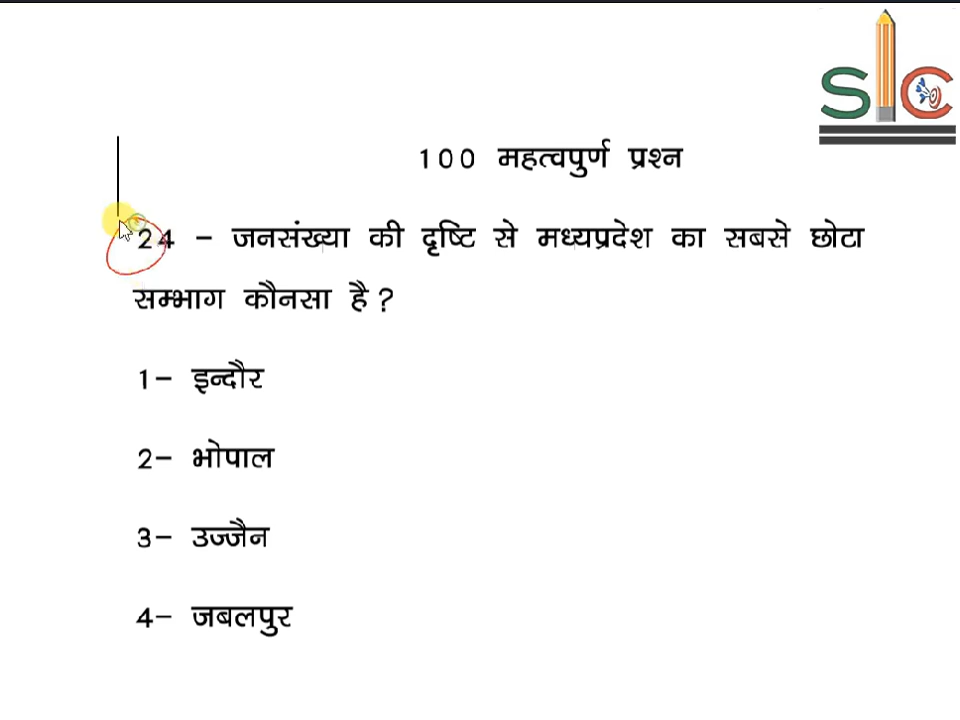 SIC
100 महत्वपुर्ण प्रश्न
24 - जनसंख्या की दृष्टि से मध्यप्रदेश का सबसे छोटा
सम्भाग कौनसा है ?
1- इन्दौर
2- भोपाल
3- उज्जैन
4- जबलपुर